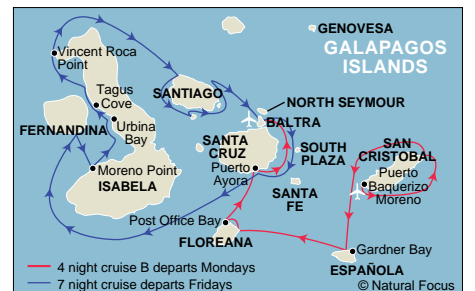 GENOVESA
GALAPAGOS
ISLANDS
Vincent Roca
Point
Tagus
Cove
SANTIAGO
NORTH SEYMOUR
BALTRA
FERNANDINA
Urbina
Bay
SANTA
CRUZ
SOUTH
PLAZA
SAN
CRISTOBAL
Puerto
Ayora
Puerto
Baquerizo
Moreno
Moreno Point
ISABELA
SANTA
FE
Post Office Bay
FLOREANA
Gardner Bay
ESPAÑOLA
4 night cruise B departs Mondays
7 night cruise departs Fridays
© Natural Focus